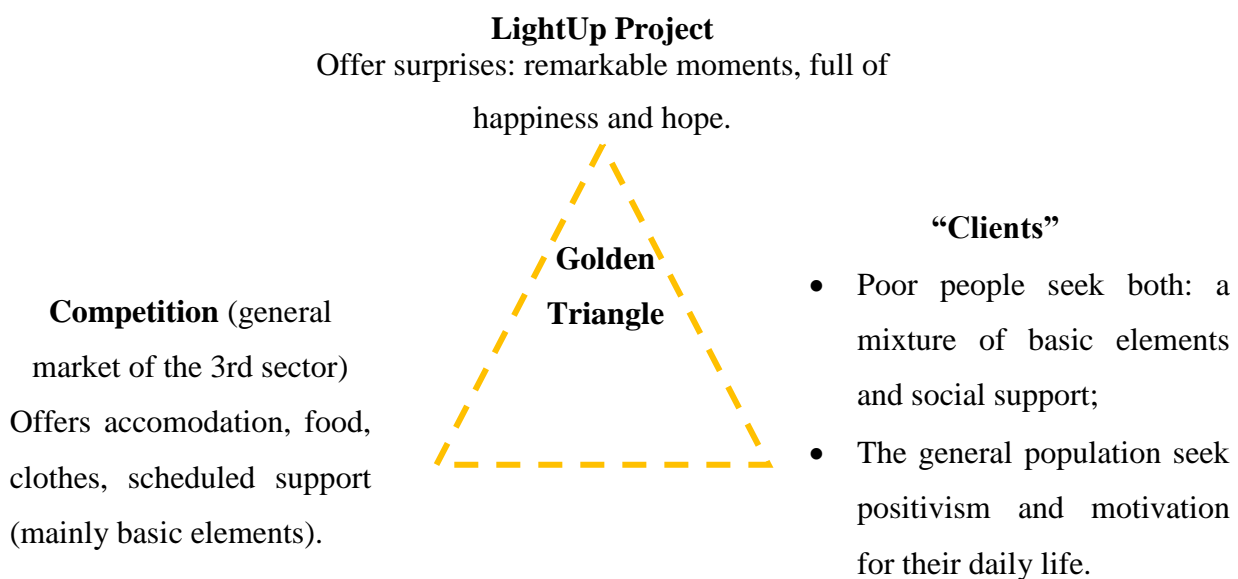 LightUp Project
Offer surprises: remarkable moments, full of
happiness and hope.
Golden
Triangle
Competition (general
market of the 3rd sector)
Offers accomodation, food,
clothes, scheduled support
(mainly basic elements).
“Clients”
• Poor people seek both: a
mixture of basic elements
and social support;
• The general population seek
positivism and motivation
for their daily life.